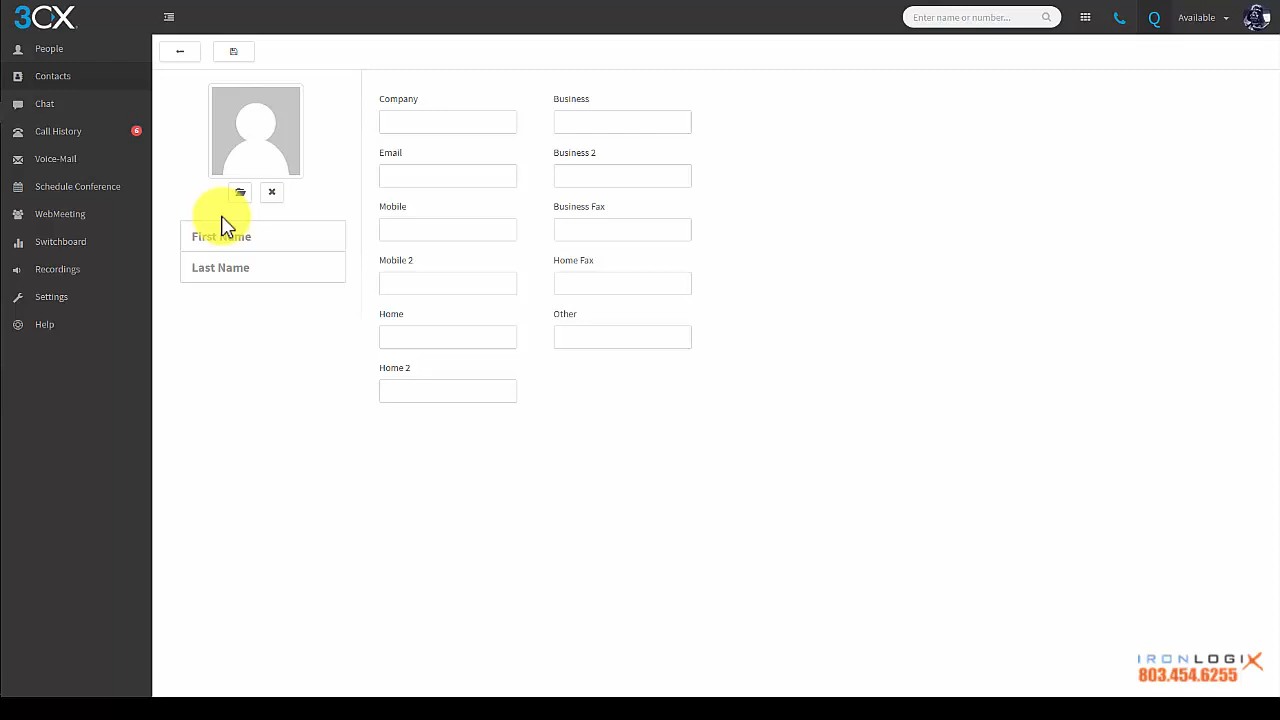 3CX
Enter name or number...
Q
Available
People
Contacts
Chat
Call History
6
Voice-Mail
Schedule Conference
WebMeeting
Switchboard
Recordings
Settings
Help
First Name
Last Name
Company
Business
Email
Business 2
Mobile
Business Fax
Mobile 2
Home Fax
Home
Other
Home 2
IRONLOGIX
803.454.6255